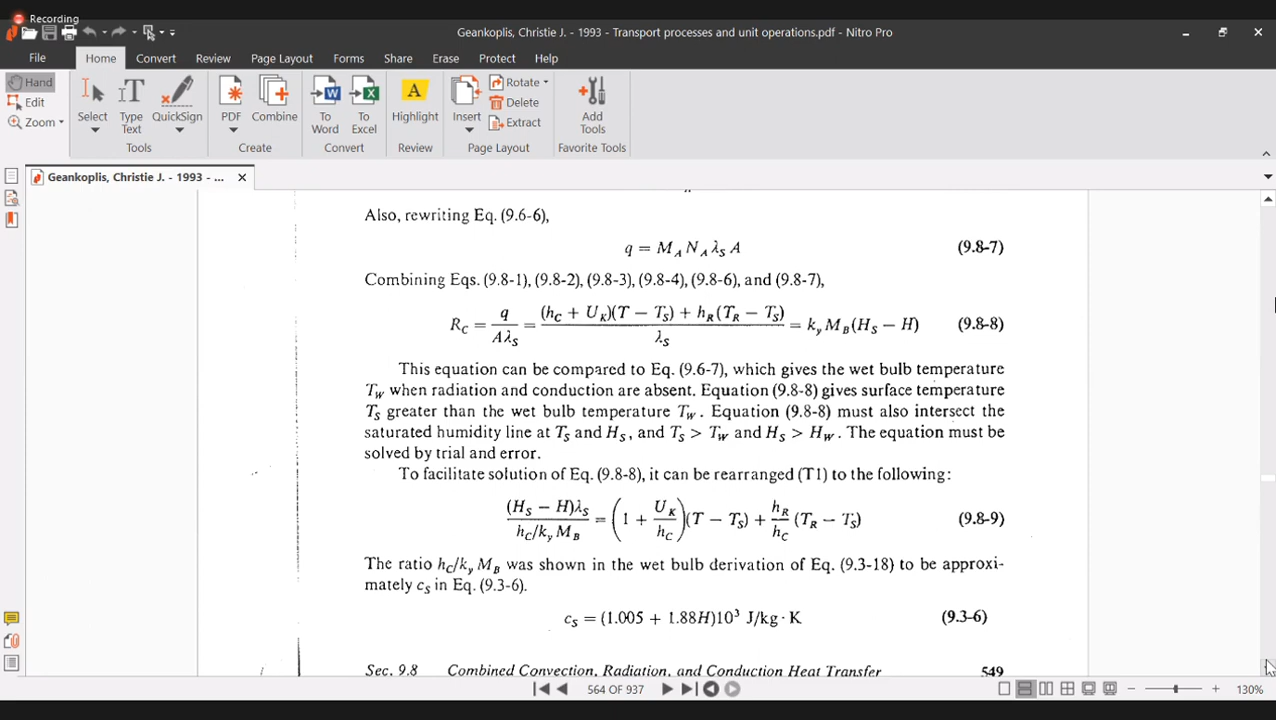 Recording
Geankoplis, Christie J. - 1993 - Transport processes and unit operations.pdf - Nitro Pro
File Home Convert Review Page Layout Forms Share Erase Protect Help
Hand
Edit
Zoom
Select
Type Text
QuickSign
PDF
Combine
To Word
To Excel
Highlight
Insert
Rotate
Delete
Extract
Add Tools
Tools Create Convert Review Page Layout Favorite Tools
Geankoplis, Christie J. - 1993 - ...
Also, rewriting Eq. (9.6-6),
q = M_A N_A λ_S A (9.8-7)
Combining Eqs. (9.8-1), (9.8-2), (9.8-3), (9.8-4), (9.8-6), and (9.8-7),
R_C = q/(Aλ_S) = ((h_C + U_K)(T − T_S) + h_R(T_R − T_S))/λ_S = k_y M_B(H_S − H) (9.8-8)
This equation can be compared to Eq. (9.6-7), which gives the wet bulb temperature
T_W when radiation and conduction are absent. Equation (9.8-8) gives surface temperature
T_S greater than the wet bulb temperature T_W. Equation (9.8-8) must also intersect the
saturated humidity line at T_S and H_S, and T_S > T_W and H_S > H_W. The equation must be
solved by trial and error.
To facilitate solution of Eq. (9.8-8), it can be rearranged (T1) to the following:
((H_S − H)λ_S)/(h_C/k_y M_B) = (1 + U_K/h_C)(T − T_S) + h_R/h_C (T_R − T_S) (9.8-9)
The ratio h_C/k_y M_B was shown in the wet bulb derivation of Eq. (9.3-18) to be approxi-
mately c_S in Eq. (9.3-6).
c_S = (1.005 + 1.88H)10³ J/kg · K (9.3-6)
Sec. 9.8 Combined Convection, Radiation, and Conduction Heat Transfer 549
564 OF 937
130%